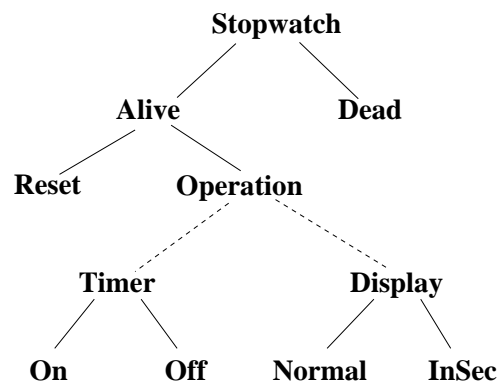 Stopwatch
Alive Dead
Reset Operation
Timer Display
On Off Normal InSec